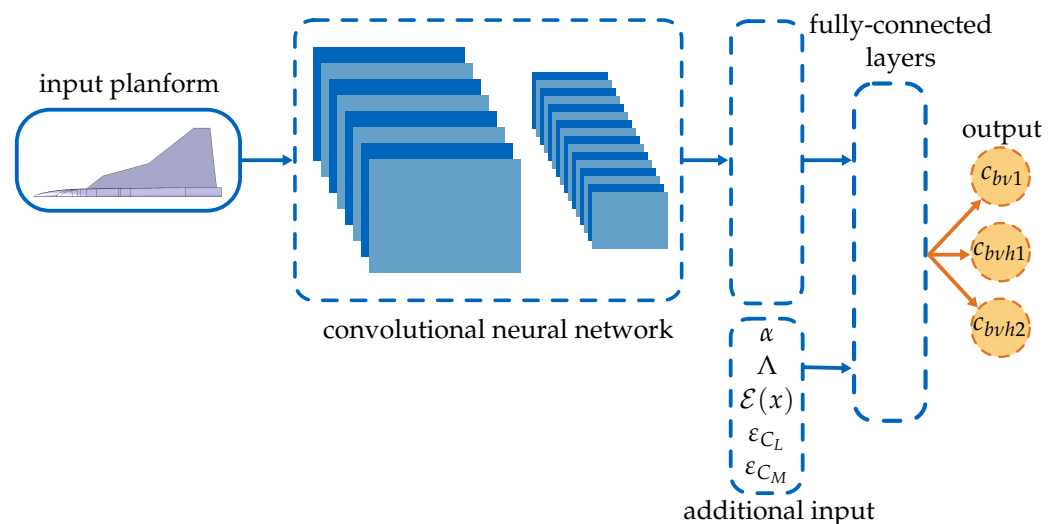 input planform
convolutional neural network
fully-connected
layers
α
Λ
ℰ(x)
ε_{C_L}
ε_{C_M}
additional input
output
c_{bv1}
c_{bvh1}
c_{bvh2}